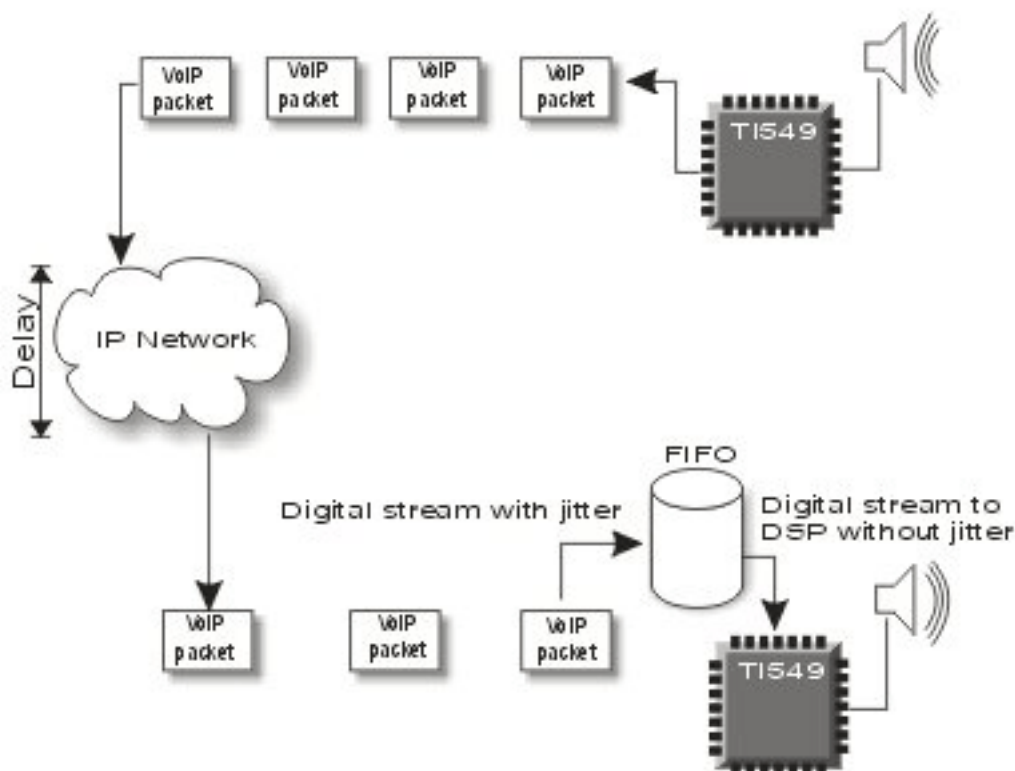 VoIP
packet
VoIP
packet
VoIP
packet
VoIP
packet
TI549
Delay
IP Network
FIFO
Digital stream with jitter
Digital stream to
DSP without jitter
VoIP
packet
VoIP
packet
VoIP
packet
TI549